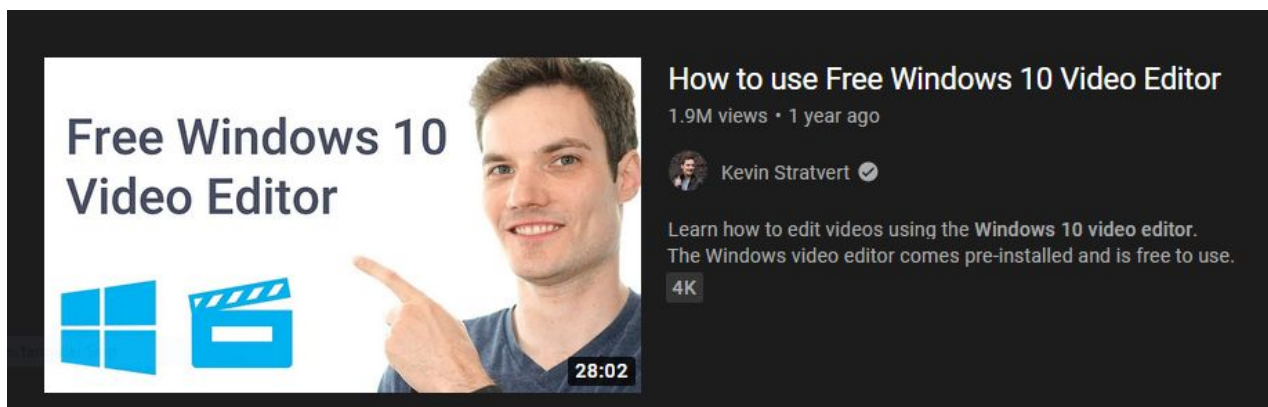 Free Windows 10
Video Editor
28:02
How to use Free Windows 10 Video Editor
1.9M views • 1 year ago
Kevin Stratvert
Learn how to edit videos using the Windows 10 video editor.
The Windows video editor comes pre-installed and is free to use.
4K